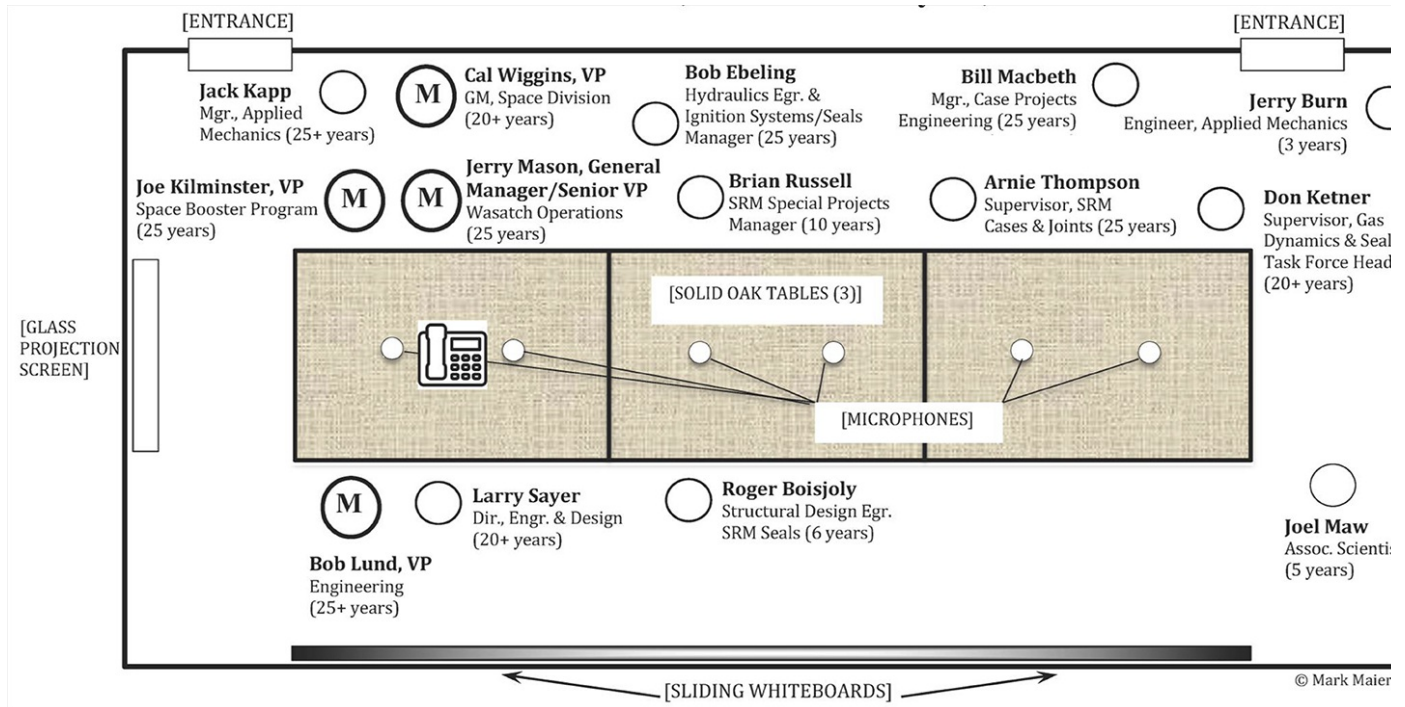 [ENTRANCE]
[ENTRANCE]
Jack Kapp
Mgr., Applied
Mechanics (25+ years)
M
Cal Wiggins, VP
GM, Space Division
(20+ years)
Bob Ebeling
Hydraulics Egr. &
Ignition Systems/Seals
Manager (25 years)
Bill Macbeth
Mgr., Case Projects
Engineering (25 years)
Jerry Burn
Engineer, Applied Mechanics
(3 years)
Joe Kilminster, VP
Space Booster Program
(25 years)
M
M
Jerry Mason, General
Manager/Senior VP
Wasatch Operations
(25 years)
Brian Russell
SRM Special Projects
Manager (10 years)
Arnie Thompson
Supervisor, SRM
Cases & Joints (25 years)
Don Ketner
Supervisor, Gas
Dynamics & Seal
Task Force Head
(20+ years)
[GLASS
PROJECTION
SCREEN]
[SOLID OAK TABLES (3)]
[MICROPHONES]
M
Bob Lund, VP
Engineering
(25+ years)
Larry Sayer
Dir., Engr. & Design
(20+ years)
Roger Boisjoly
Structural Design Egr.
SRM Seals (6 years)
Joel Maw
Assoc. Scientis
(5 years)
[SLIDING WHITEBOARDS]
© Mark Maier